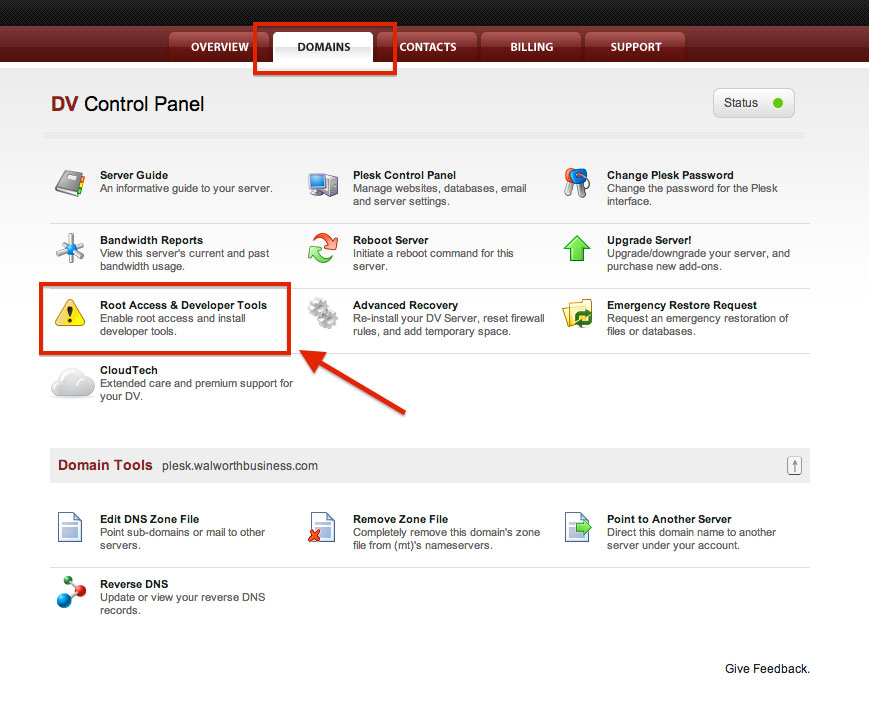 OVERVIEW DOMAINS CONTACTS BILLING SUPPORT
DV Control Panel
Status
Server Guide
An informative guide to your server.
Plesk Control Panel
Manage websites, databases, email
and server settings.
Change Plesk Password
Change the password for the Plesk
interface.
Bandwidth Reports
View this server's current and past
bandwidth usage.
Reboot Server
Initiate a reboot command for this
server.
Upgrade Server!
Upgrade/downgrade your server, and
purchase new add-ons.
Root Access & Developer Tools
Enable root access and install
developer tools.
Advanced Recovery
Re-install your DV Server, reset firewall
rules, and add temporary space.
Emergency Restore Request
Request an emergency restoration of
files or databases.
CloudTech
Extended care and premium support for
your DV.
Domain Tools plesk.walworthbusiness.com
Edit DNS Zone File
Point sub-domains or mail to other
servers.
Remove Zone File
Completely remove this domain's zone
file from (mt)'s nameservers.
Point to Another Server
Direct this domain name to another
server under your account.
Reverse DNS
Update or view your reverse DNS
records.
Give Feedback.